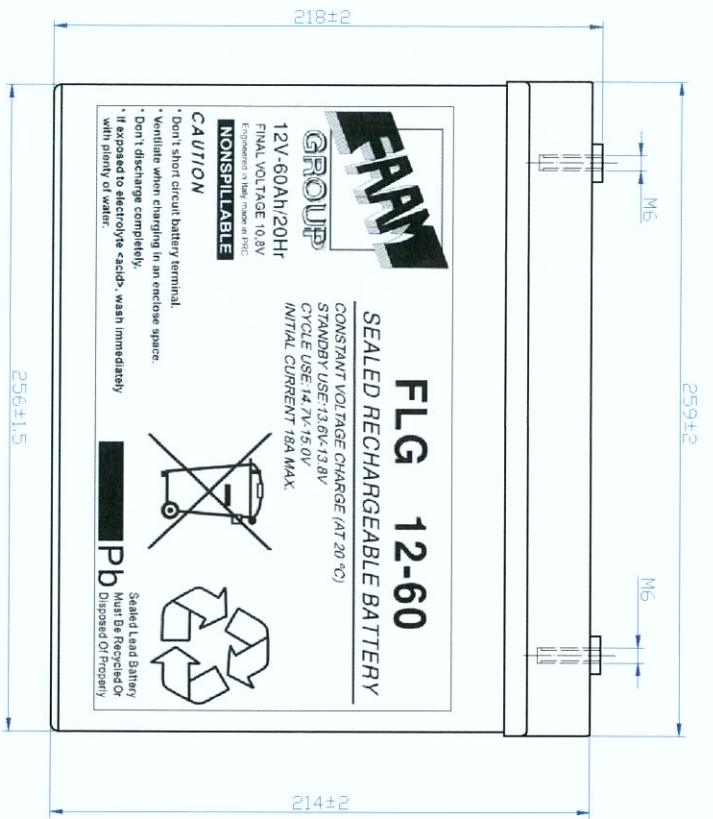 218±2
259±2
M6
M6
FAAM
GROUP
12V-60Ah/20Hr
FINAL VOLTAGE 10,8V
Engineered in Italy made in PRC
NONSPILLABLE
CAUTION
* Don't short circuit battery terminal.
* Ventilate when charging in an enclose space.
* Don't discharge completely.
* If exposed to electrolyte <acid>, wash immediately
with plenty of water.
FLG 12-60
SEALED RECHARGEABLE BATTERY
CONSTANT VOLTAGE CHARGE (AT 20 °C)
STANDBY USE:13.6V-13.8V
CYCLE USE:14.7V-15.0V
INITIAL CURRENT 18A MAX.
Pb
Sealed Lead Battery
Must Be Recycled Or
Disposed Of Properly
256±1.5
214±2